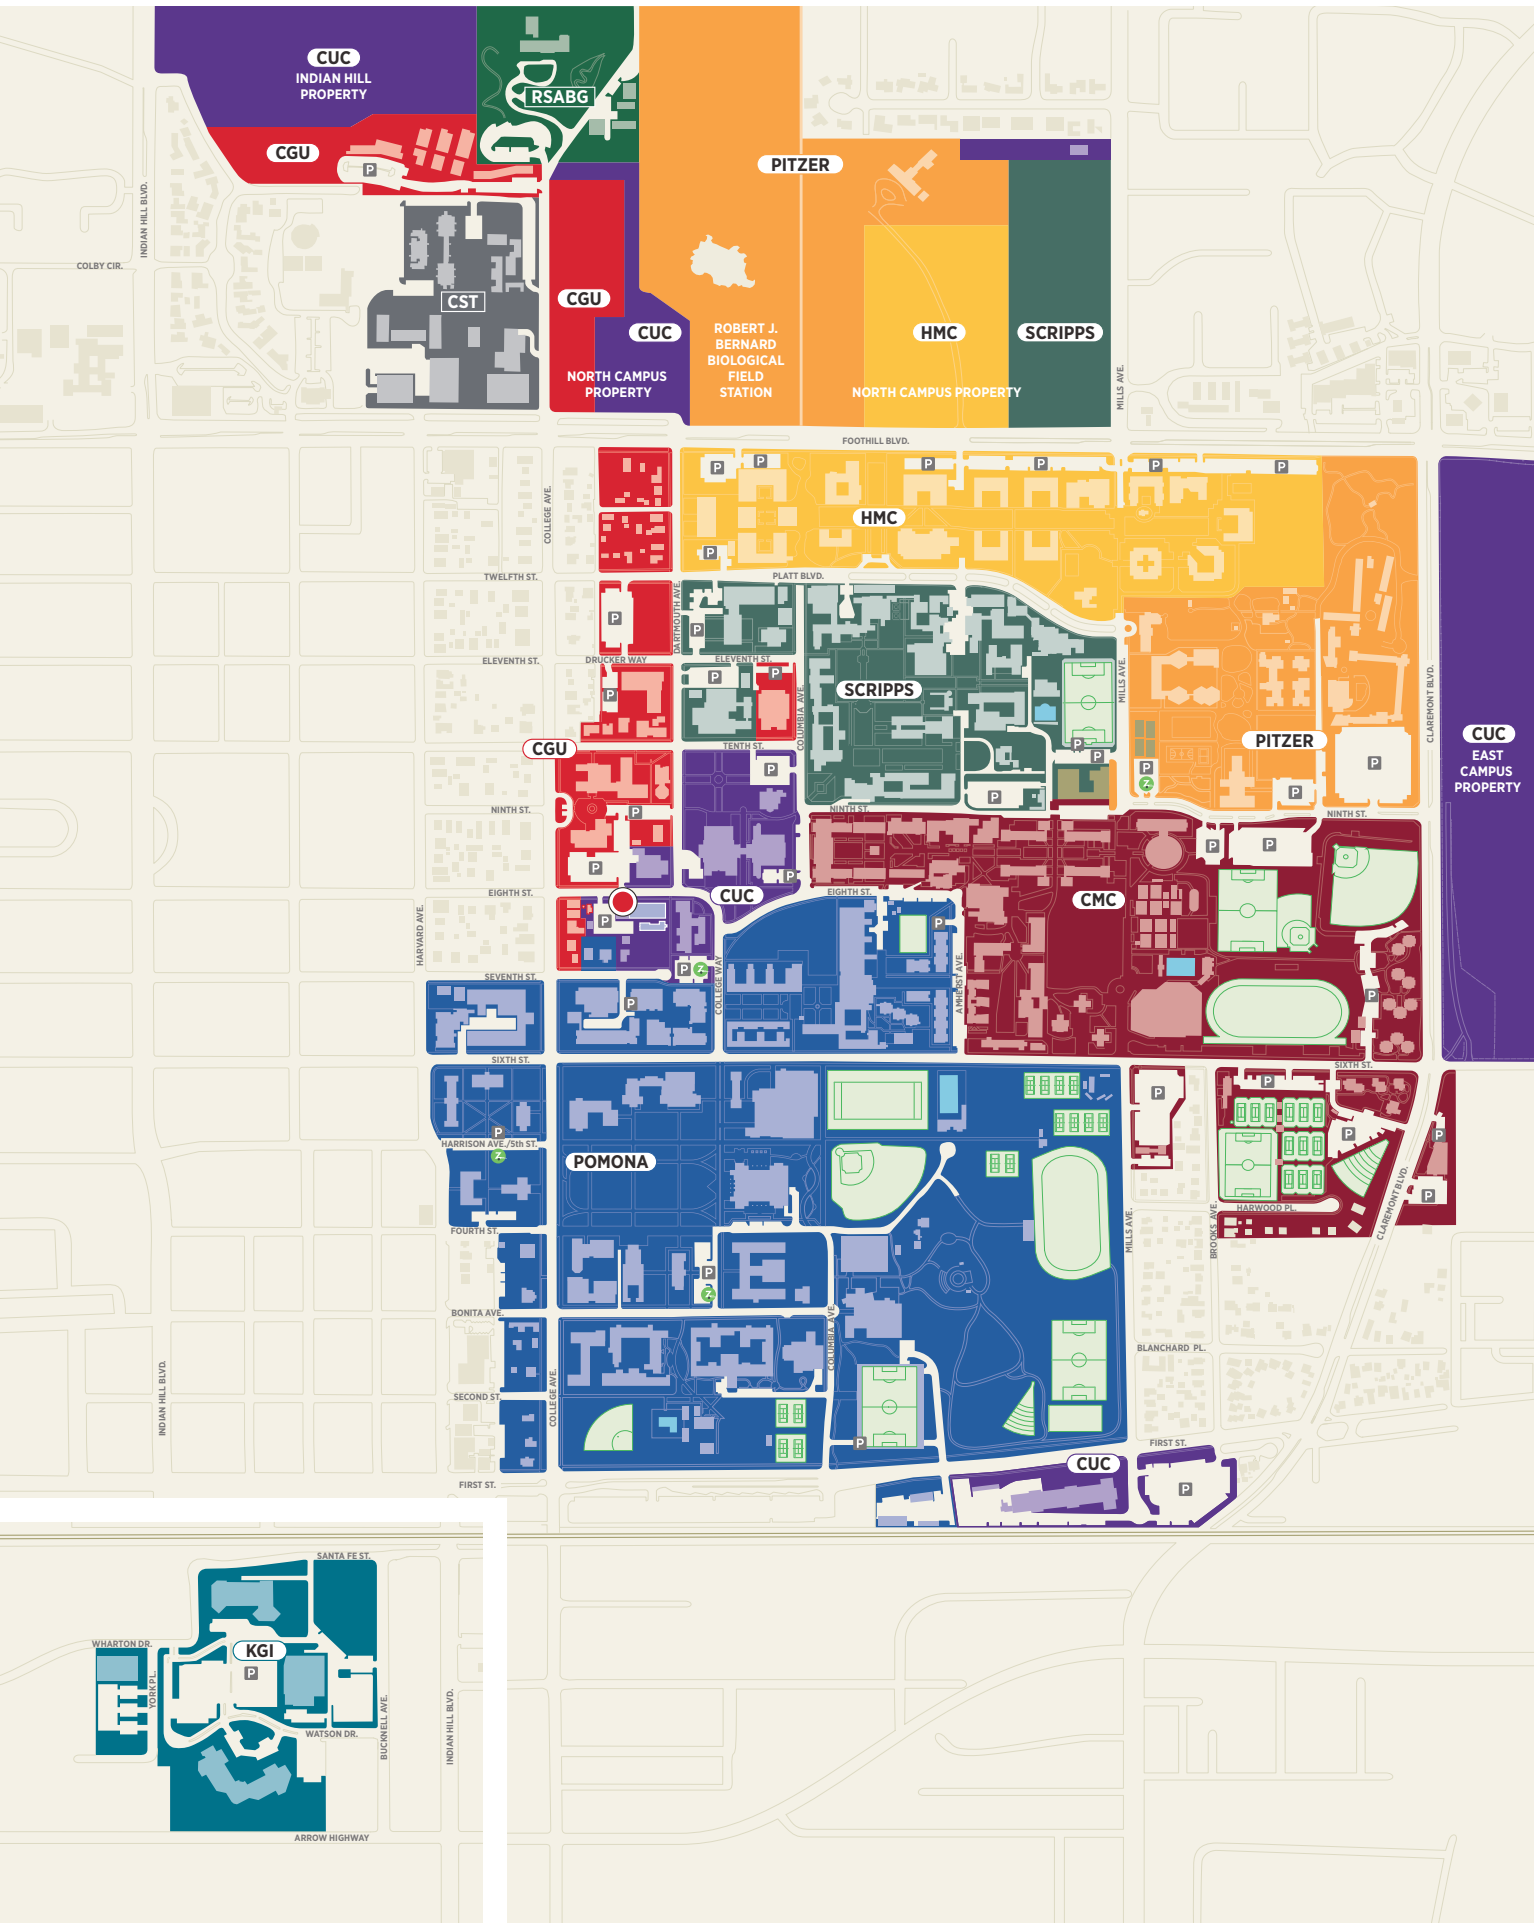 CUC
INDIAN HILL
PROPERTY
RSABG
CGU
P
PITZER
INDIAN HILL BLVD.
COLBY CIR.
CST
CGU
CUC
NORTH CAMPUS
PROPERTY
ROBERT J.
BERNARD
BIOLOGICAL
FIELD
STATION
HMC
SCRIPPS
NORTH CAMPUS PROPERTY
MILLS AVE.
FOOTHILL BLVD.
P
P
P
P
P
P
COLLEGE AVE.
HMC
P
TWELFTH ST.
PLATT BLVD.
DARTMOUTH AVE.
P
P
ELEVENTH ST.
DRUCKER WAY
ELEVENTH ST.
P
P
P
SCRIPPS
MILLS AVE.
CLAREMONT BLVD.
COLUMBIA AVE.
CGU
TENTH ST.
P
P
P
PITZER
CUC
EAST
CAMPUS
PROPERTY
P
P
Z
P
P
NINTH ST.
P
NINTH ST.
NINTH ST.
P
P
P
P
EIGHTH ST.
CUC
EIGHTH ST.
CMC
HARVARD AVE.
P
P
SEVENTH ST.
P
Z
COLLEGE WAY
AMHERST AVE.
P
P
SIXTH ST.
SIXTH ST.
P
P
P
P
P
HARRISON AVE./5th ST.
Z
POMONA
P
HARWOOD PL.
CLAREMONT BLVD.
BROOKS AVE.
MILLS AVE.
FOURTH ST.
P
Z
BONITA AVE.
COLUMBIA AVE.
BLANCHARD PL.
INDIAN HILL BLVD.
SECOND ST.
COLLEGE AVE.
P
FIRST ST.
CUC
FIRST ST.
P
SANTA FE ST.
WHARTON DR.
KGI
P
YORK PL.
WATSON DR.
BUCKNELL AVE.
INDIAN HILL BLVD.
ARROW HIGHWAY